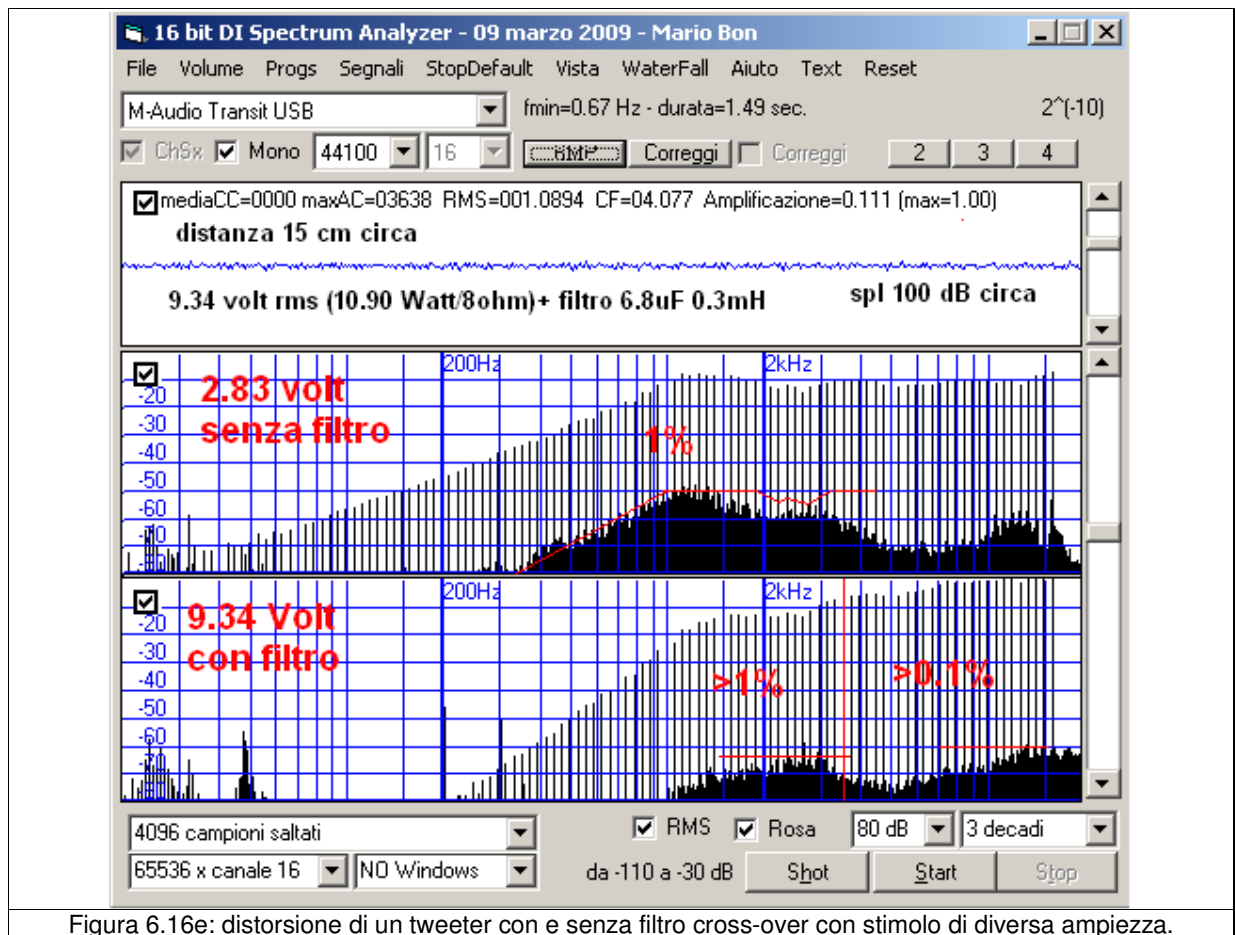 16 bit DI Spectrum Analyzer - 09 marzo 2009 - Mario Bon
File Volume Progs Segnali StopDefault Vista WaterFall Aiuto Text Reset
M-Audio Transit USB fmin=0.67 Hz - durata=1.49 sec. 2^(-10)
ChSx Mono 44100 16 BMP Correggi Correggi 2 3 4
mediaCC=0000 maxAC=03638 RMS=001.0894 CF=04.077 Amplificazione=0.111 (max=1.00)
distanza 15 cm circa
9.34 volt rms (10.90 Watt/8ohm)+ filtro 6.8uF 0.3mH spl 100 dB circa
200Hz 2kHz
-20 2.83 volt
-30 senza filtro 1%
-40
-50
-60
-70
200Hz 2kHz
-20 9.34 Volt
-30 con filtro
-40 >1% >0.1%
-50
-60
-70
4096 campioni saltati RMS Rosa 80 dB 3 decadi
65536 x canale 16 NO Windows da -110 a -30 dB Shot Start Stop
Figura 6.16e: distorsione di un tweeter con e senza filtro cross-over con stimolo di diversa ampiezza.